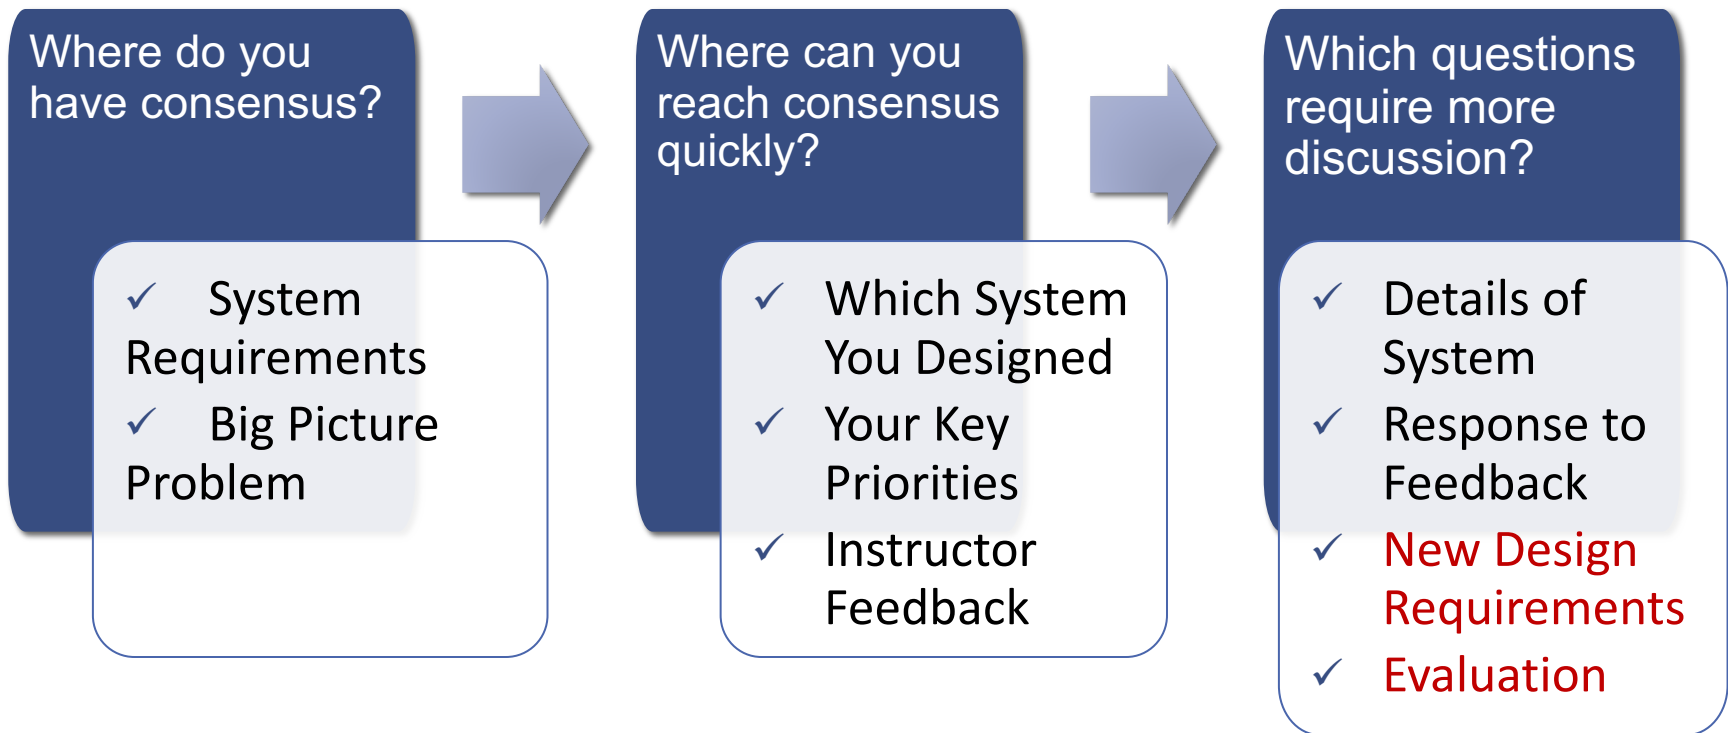 Where do you
have consensus?
✓ System
Requirements
✓ Big Picture
Problem
Where can you
reach consensus
quickly?
✓ Which System
You Designed
✓ Your Key
Priorities
✓ Instructor
Feedback
Which questions
require more
discussion?
✓ Details of
System
✓ Response to
Feedback
✓ New Design
Requirements
✓ Evaluation